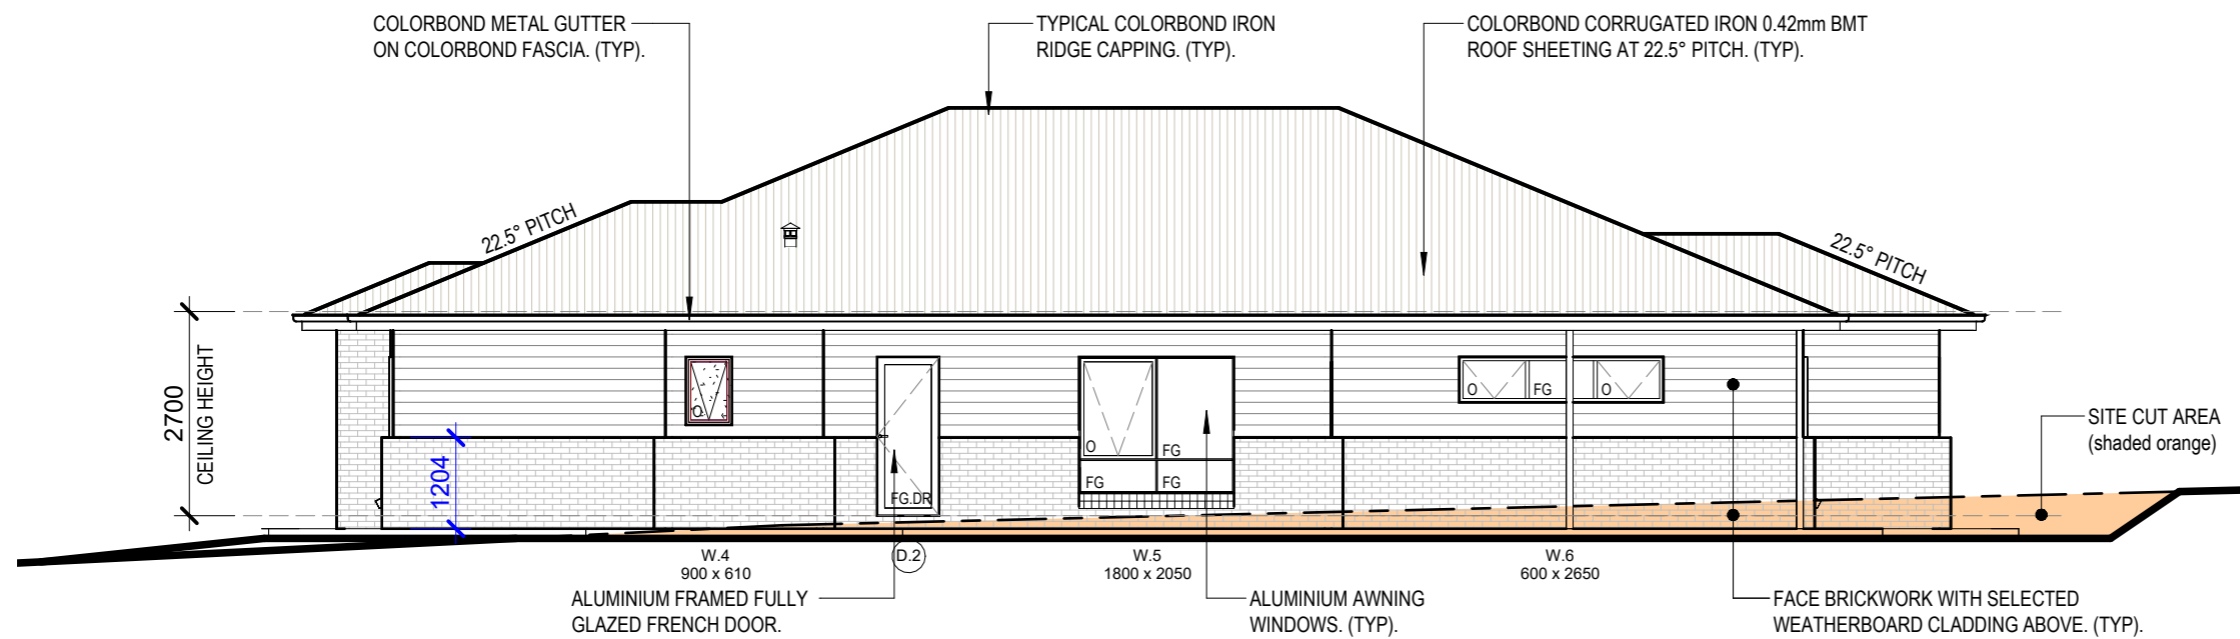 COLORBOND METAL GUTTER
ON COLORBOND FASCIA. (TYP).
TYPICAL COLORBOND IRON
RIDGE CAPPING. (TYP).
COLORBOND CORRUGATED IRON 0.42mm BMT
ROOF SHEETING AT 22.5° PITCH. (TYP).
22.5° PITCH
22.5° PITCH
2700
CEILING HEIGHT
1204
O
FG.DR
O
FG
FG
FG
O
FG
O
SITE CUT AREA
(shaded orange)
W.4
900 x 610
D.2
W.5
1800 x 2050
W.6
600 x 2650
ALUMINIUM FRAMED FULLY
GLAZED FRENCH DOOR.
ALUMINIUM AWNING
WINDOWS. (TYP).
FACE BRICKWORK WITH SELECTED
WEATHERBOARD CLADDING ABOVE. (TYP).